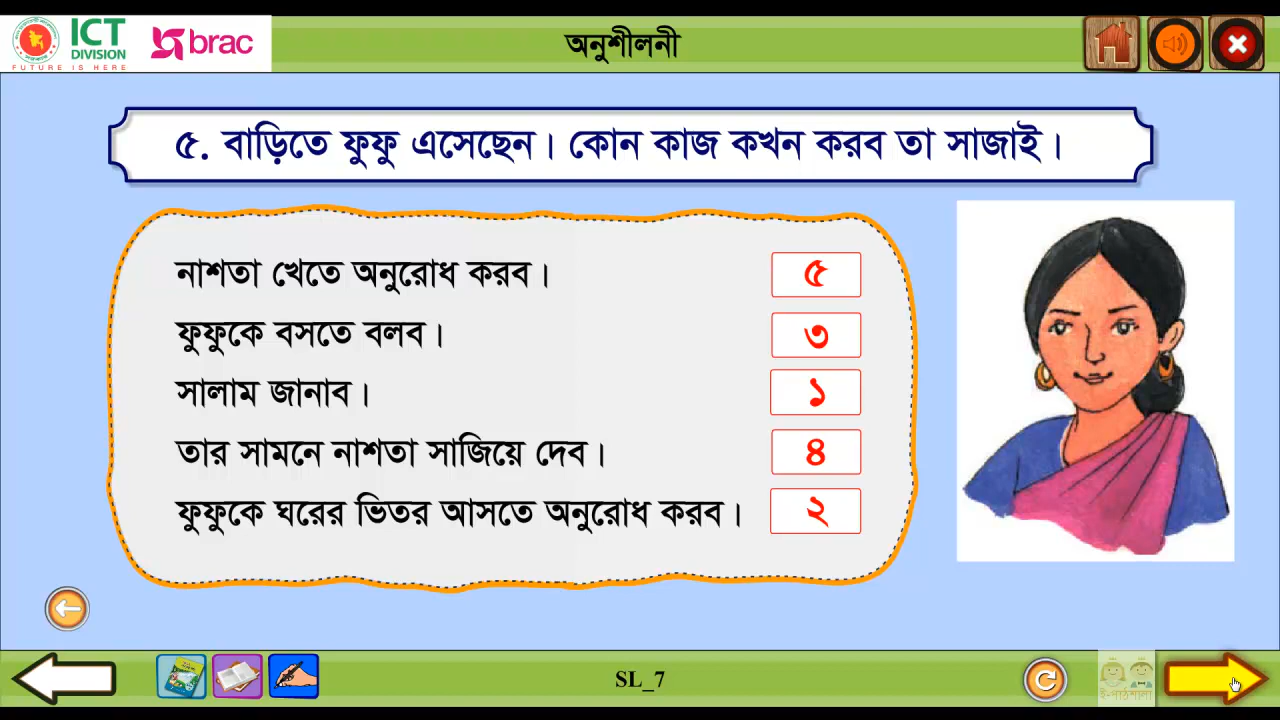 ICT
DIVISION
FUTURE IS HERE
brac
অনুশীলনী
৫. বাড়িতে ফুফু এসেছেন। কোন কাজ কখন করব তা সাজাই।
নাশতা খেতে অনুরোধ করব। ৫
ফুফুকে বসতে বলব। ৩
সালাম জানাব। ১
তার সামনে নাশতা সাজিয়ে দেব। ৪
ফুফুকে ঘরের ভিতর আসতে অনুরোধ করব। ২
SL_7
ই-পাঠশালা